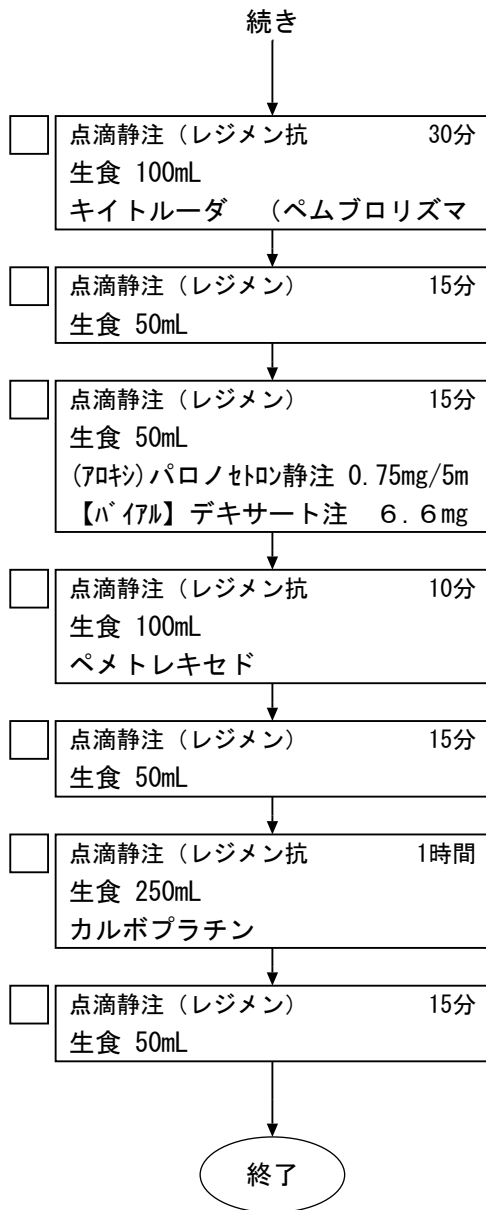 続き
点滴静注（レジメン抗 30分
生食 100mL
キイトルーダ （ペムブロリズマ
点滴静注（レジメン） 15分
生食 50mL
点滴静注（レジメン） 15分
生食 50mL
(ｱﾛｷｼ)パロノｾﾄﾛﾝ静注 0.75mg/5m
【ﾊﾞｲｱﾙ】デキサート注 ６．６mg
点滴静注（レジメン抗 10分
生食 100mL
ペメトレキセド
点滴静注（レジメン） 15分
生食 50mL
点滴静注（レジメン抗 1時間
生食 250mL
カルボプラチン
点滴静注（レジメン） 15分
生食 50mL
終了